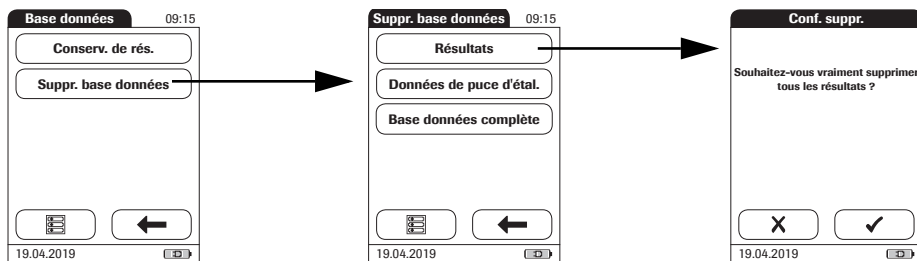 Base données 09:15
Conserv. de rés.
Suppr. base données
19.04.2019
Suppr. base données 09:15
Résultats
Données de puce d'étal.
Base données complète
19.04.2019
Conf. suppr.
Souhaitez-vous vraiment supprimer
tous les résultats ?
19.04.2019